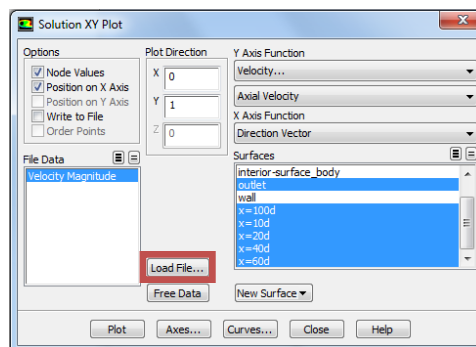 Solution XY Plot
Options
Node Values
Position on X Axis
Position on Y Axis
Write to File
Order Points
Plot Direction
X 0
Y 1
Z 0
Y Axis Function
Velocity...
Axial Velocity
X Axis Function
Direction Vector
File Data
Velocity Magnitude
Load File...
Free Data
Surfaces
interior-surface_body
outlet
wall
x=100d
x=10d
x=20d
x=40d
x=60d
New Surface
Plot
Axes...
Curves...
Close
Help